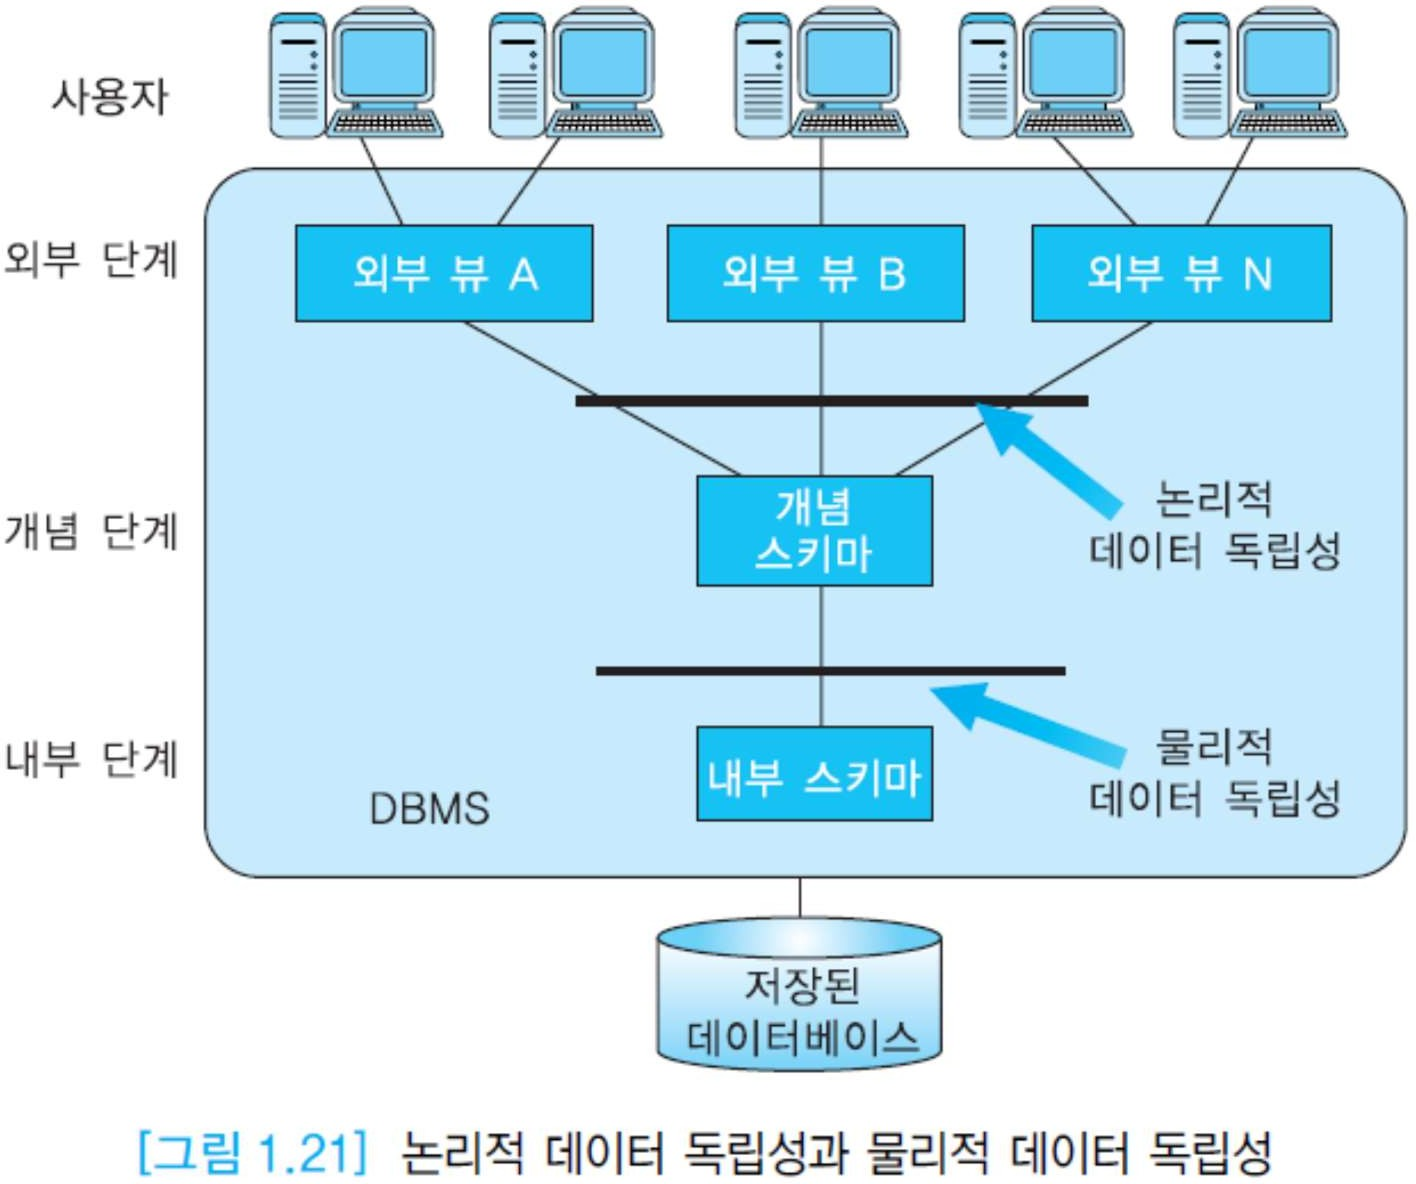 사용자
외부 단계
외부 뷰 A
외부 뷰 B
외부 뷰 N
논리적
데이터 독립성
개념 단계
개념
스키마
물리적
데이터 독립성
내부 단계
내부 스키마
DBMS
저장된
데이터베이스
[그림 1.21] 논리적 데이터 독립성과 물리적 데이터 독립성